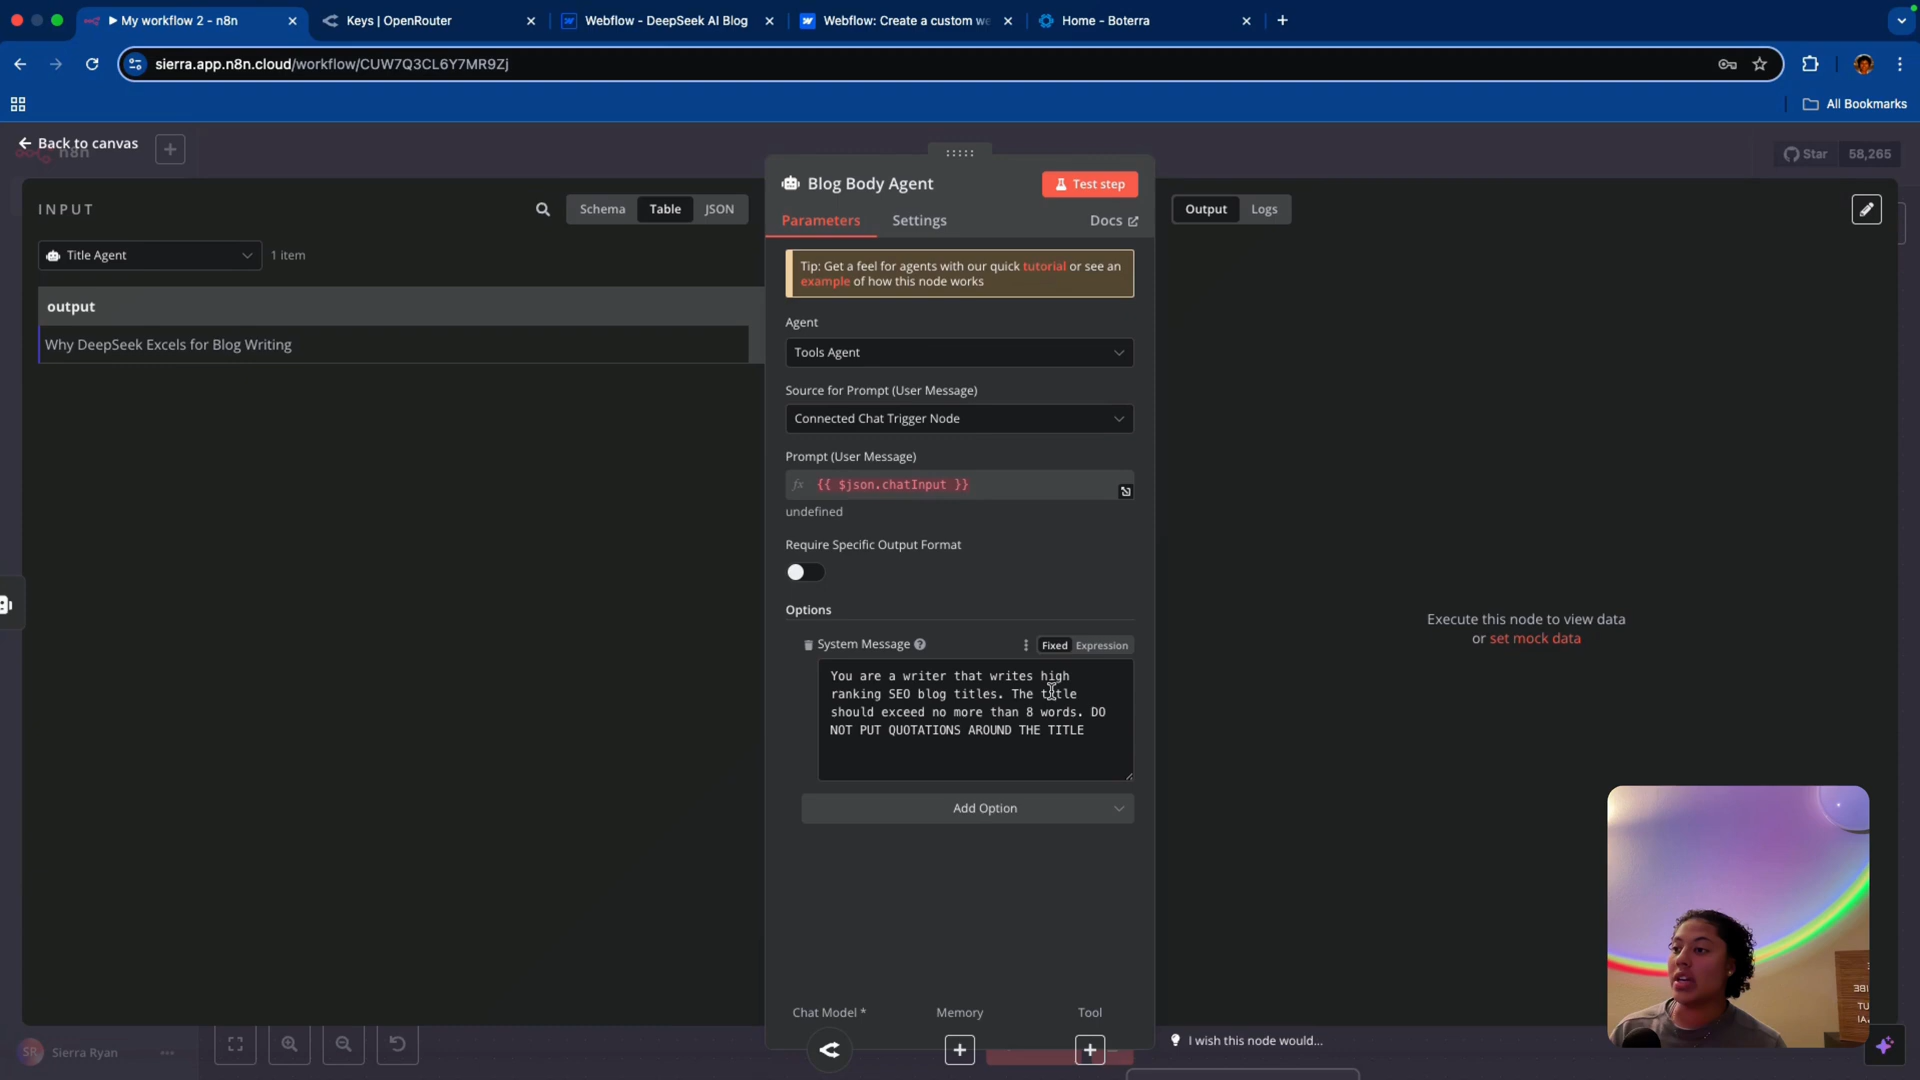 My workflow 2 - n8n
Keys | OpenRouter
Webflow - DeepSeek AI Blog
Webflow: Create a custom we
Home - Boterra
sierra.app.n8n.cloud/workflow/CUW7Q3CL6Y7MR9Zj
All Bookmarks
Back to canvas
n8n
Star 58,265
INPUT
Schema
Table
JSON
Title Agent
1 item
output
Why DeepSeek Excels for Blog Writing
Blog Body Agent
Test step
Parameters
Settings
Docs
Tip: Get a feel for agents with our quick tutorial or see an
example of how this node works
Agent
Tools Agent
Source for Prompt (User Message)
Connected Chat Trigger Node
Prompt (User Message)
fx {{ $json.chatInput }}
undefined
Require Specific Output Format
Options
System Message
Fixed
Expression
You are a writer that writes high
ranking SEO blog titles. The title
should exceed no more than 8 words. DO
NOT PUT QUOTATIONS AROUND THE TITLE
Add Option
Chat Model *
Memory
Tool
Output
Logs
Execute this node to view data
or set mock data
I wish this node would...
SR
Sierra Ryan